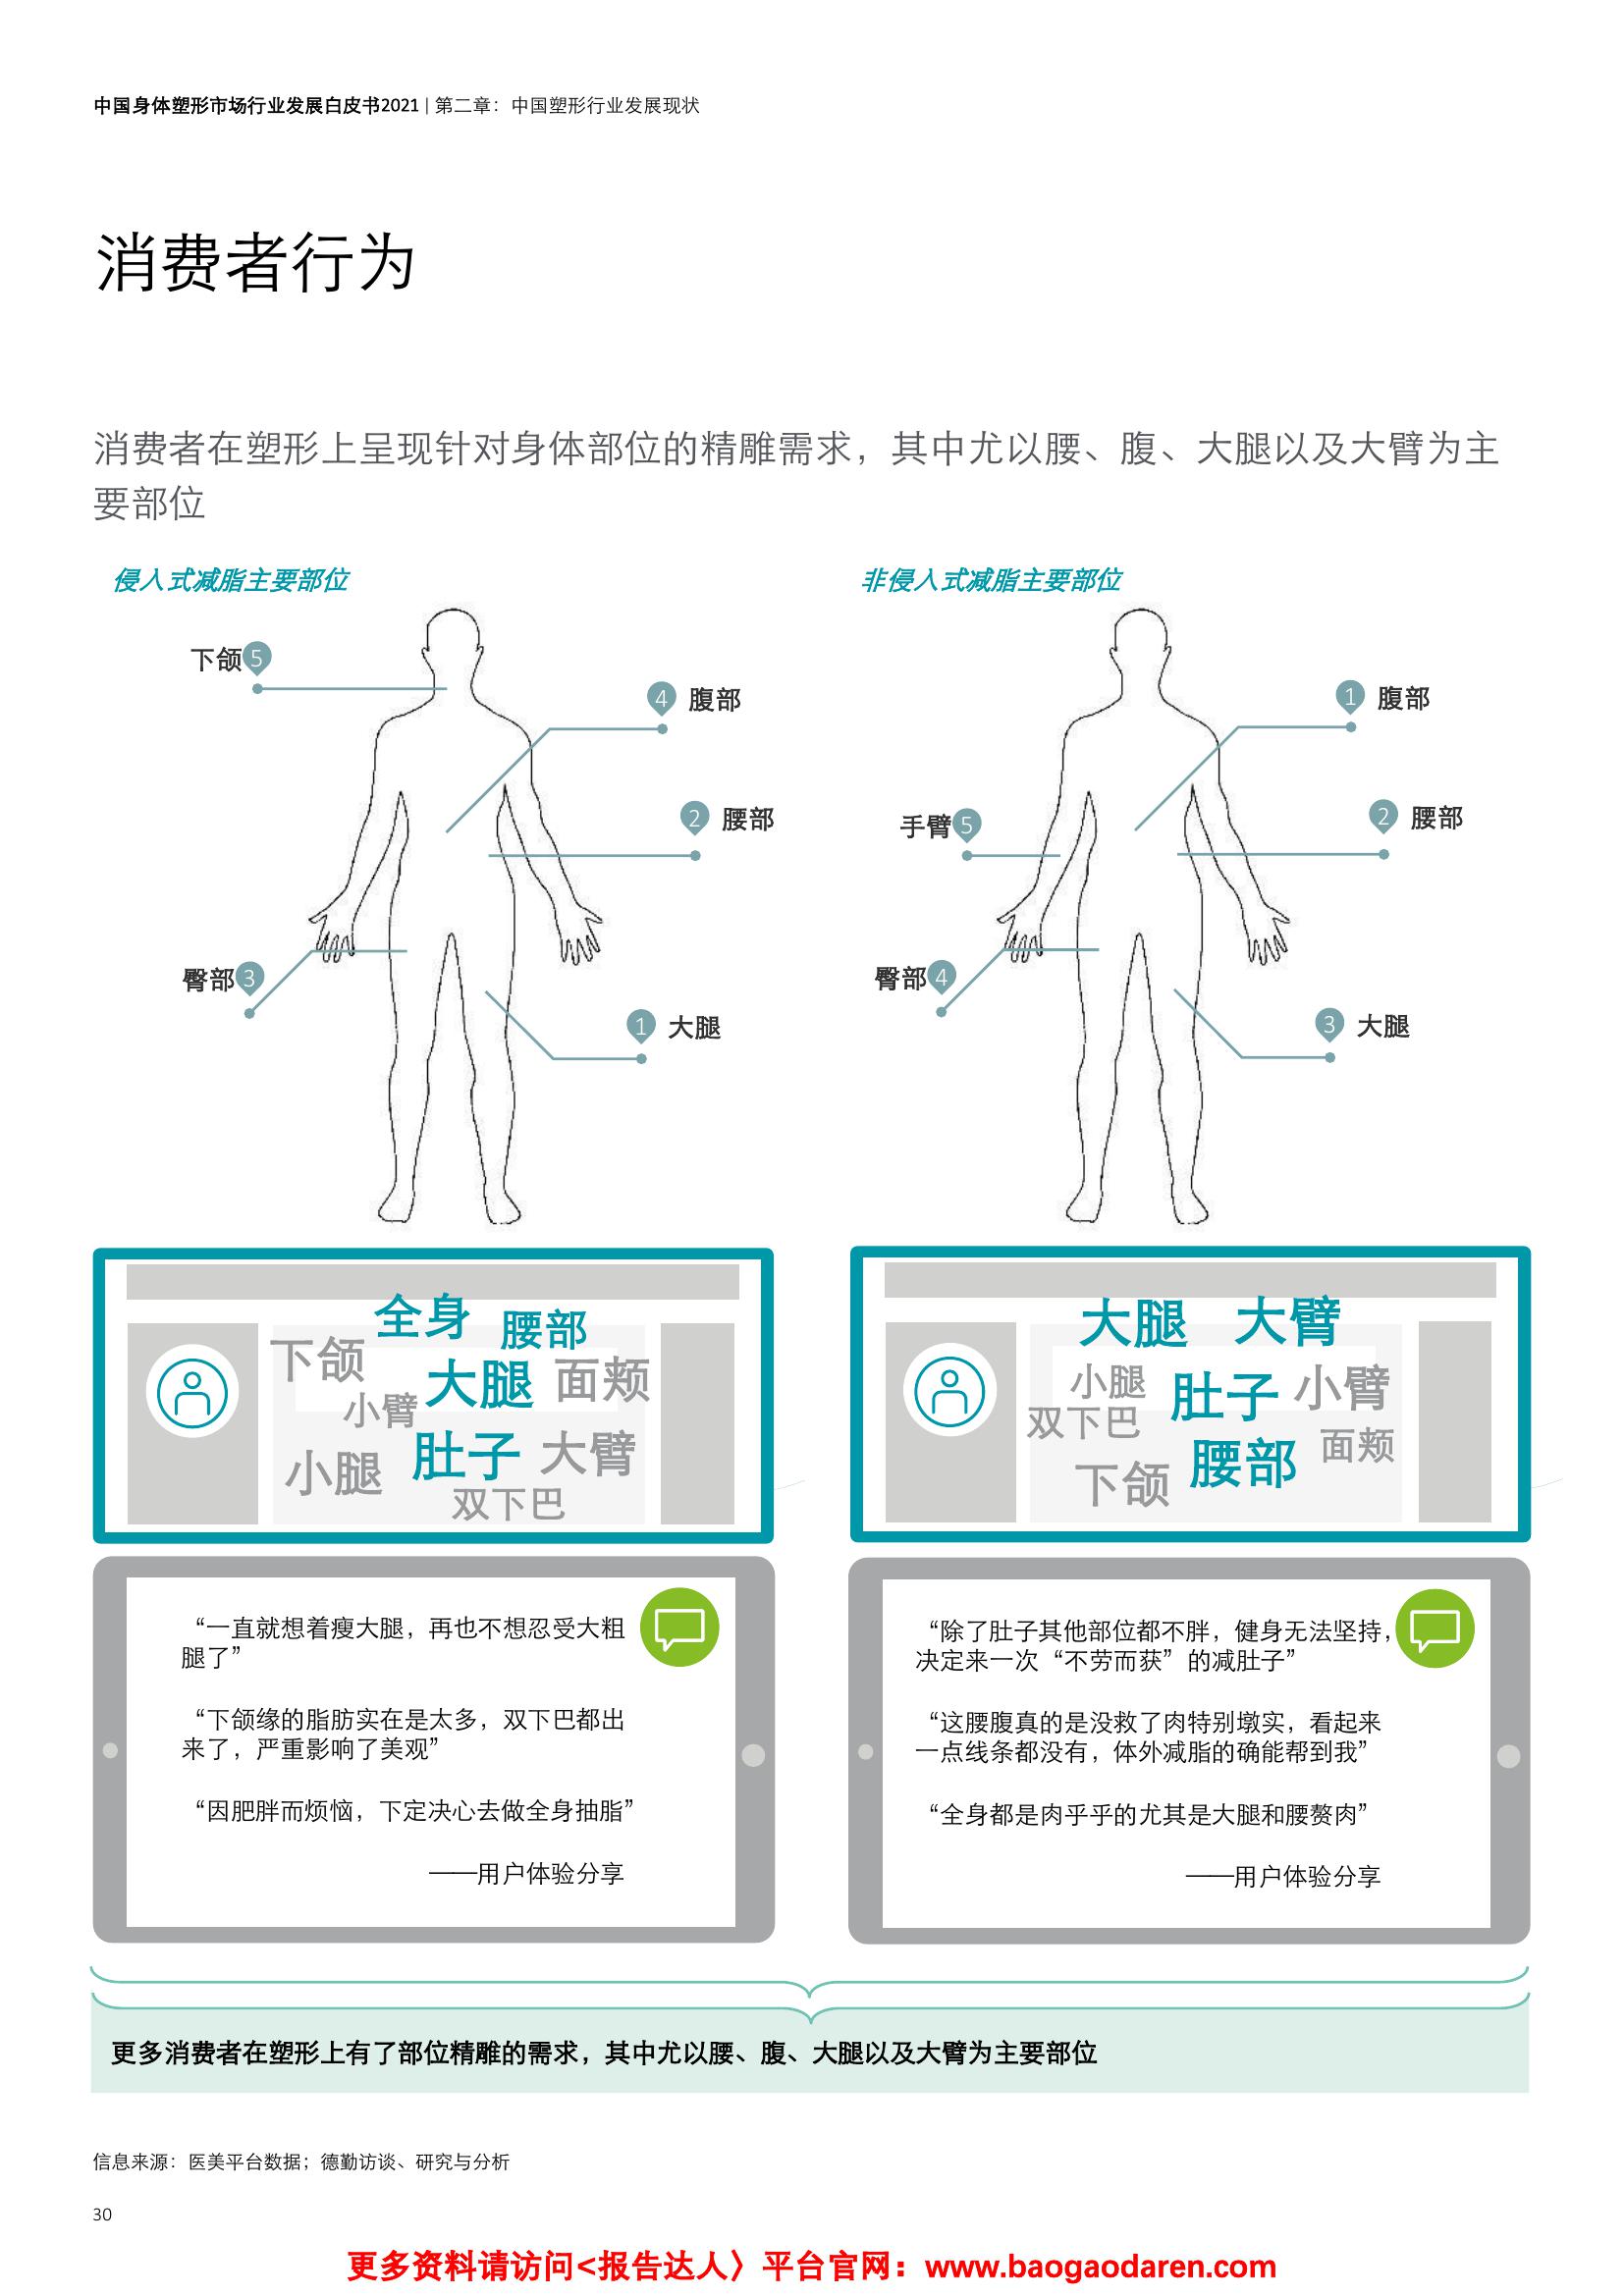 中国身体塑形市场行业发展白皮书2021 | 第二章：中国塑形行业发展现状
消费者行为
消费者在塑形上呈现针对身体部位的精雕需求，其中尤以腰、腹、大腿以及大臂为主
要部位
侵入式减脂主要部位
下颌 5
4 腹部
2 腰部
臀部 3
1 大腿
非侵入式减脂主要部位
1 腹部
手臂 5
2 腰部
臀部 4
3 大腿
全身 腰部
下颌 大腿 面颊
小臂
肚子 大臂
小腿
双下巴
大腿 大臂
小腿 肚子 小臂
双下巴
腰部 面颊
下颌
“一直就想着瘦大腿，再也不想忍受大粗
腿了”
“下颌缘的脂肪实在是太多，双下巴都出
来了，严重影响了美观”
“因肥胖而烦恼，下定决心去做全身抽脂”
——用户体验分享
“除了肚子其他部位都不胖，健身无法坚持，
决定来一次“不劳而获”的减肚子”
“这腰腹真的是没救了肉特别墩实，看起来
一点线条都没有，体外减脂的确能帮到我”
“全身都是肉乎乎的尤其是大腿和腰赘肉”
——用户体验分享
更多消费者在塑形上有了部位精雕的需求，其中尤以腰、腹、大腿以及大臂为主要部位
信息来源：医美平台数据；德勤访谈、研究与分析
30
更多资料请访问<报告达人〉平台官网：www.baogaodaren.com